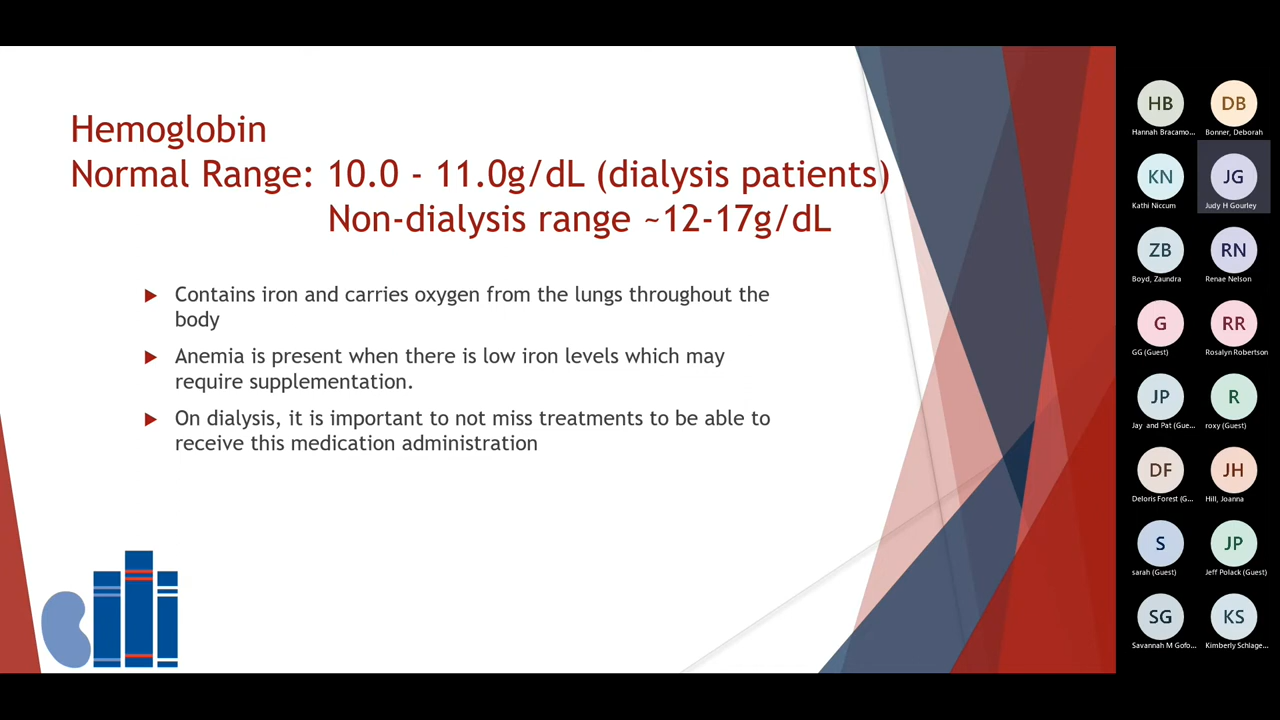 Hemoglobin
Normal Range: 10.0 - 11.0g/dL (dialysis patients)
Non-dialysis range ~12-17g/dL
Contains iron and carries oxygen from the lungs throughout the
body
Anemia is present when there is low iron levels which may
require supplementation.
On dialysis, it is important to not miss treatments to be able to
receive this medication administration
HB
Hannah Bracamo...
DB
Bonner, Deborah
KN
Kathi Niccum
JG
Judy H Gourley
ZB
Boyd, Zaundra
RN
Renae Nelson
G
GG (Guest)
RR
Rosalyn Robertson
JP
Jay and Pat (Gue...
R
roxy (Guest)
DF
Deloris Forest (G...
JH
Hill, Joanna
S
sarah (Guest)
JP
Jeff Polack (Guest)
SG
Savannah M Gofo...
KS
Kimberly Schlage...